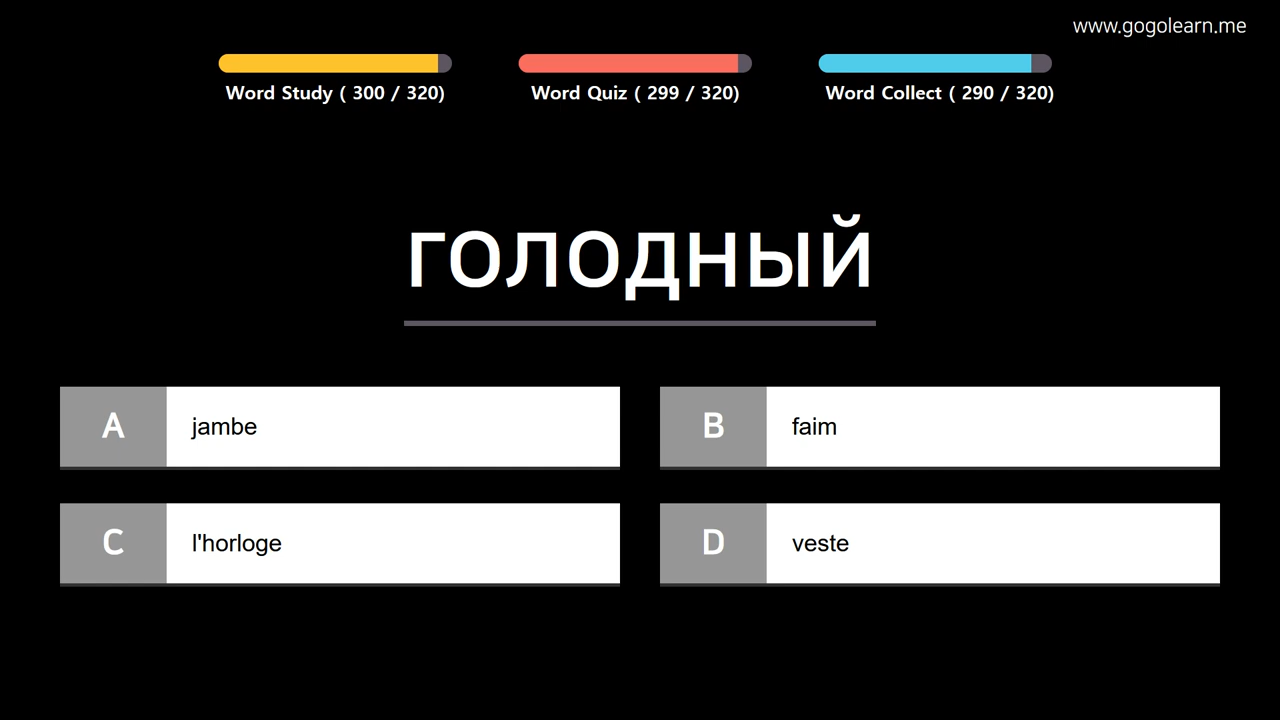 www.gogolearn.me
Word Study ( 300 / 320)
Word Quiz ( 299 / 320)
Word Collect ( 290 / 320)
голодный
A jambe
B faim
C l'horloge
D veste